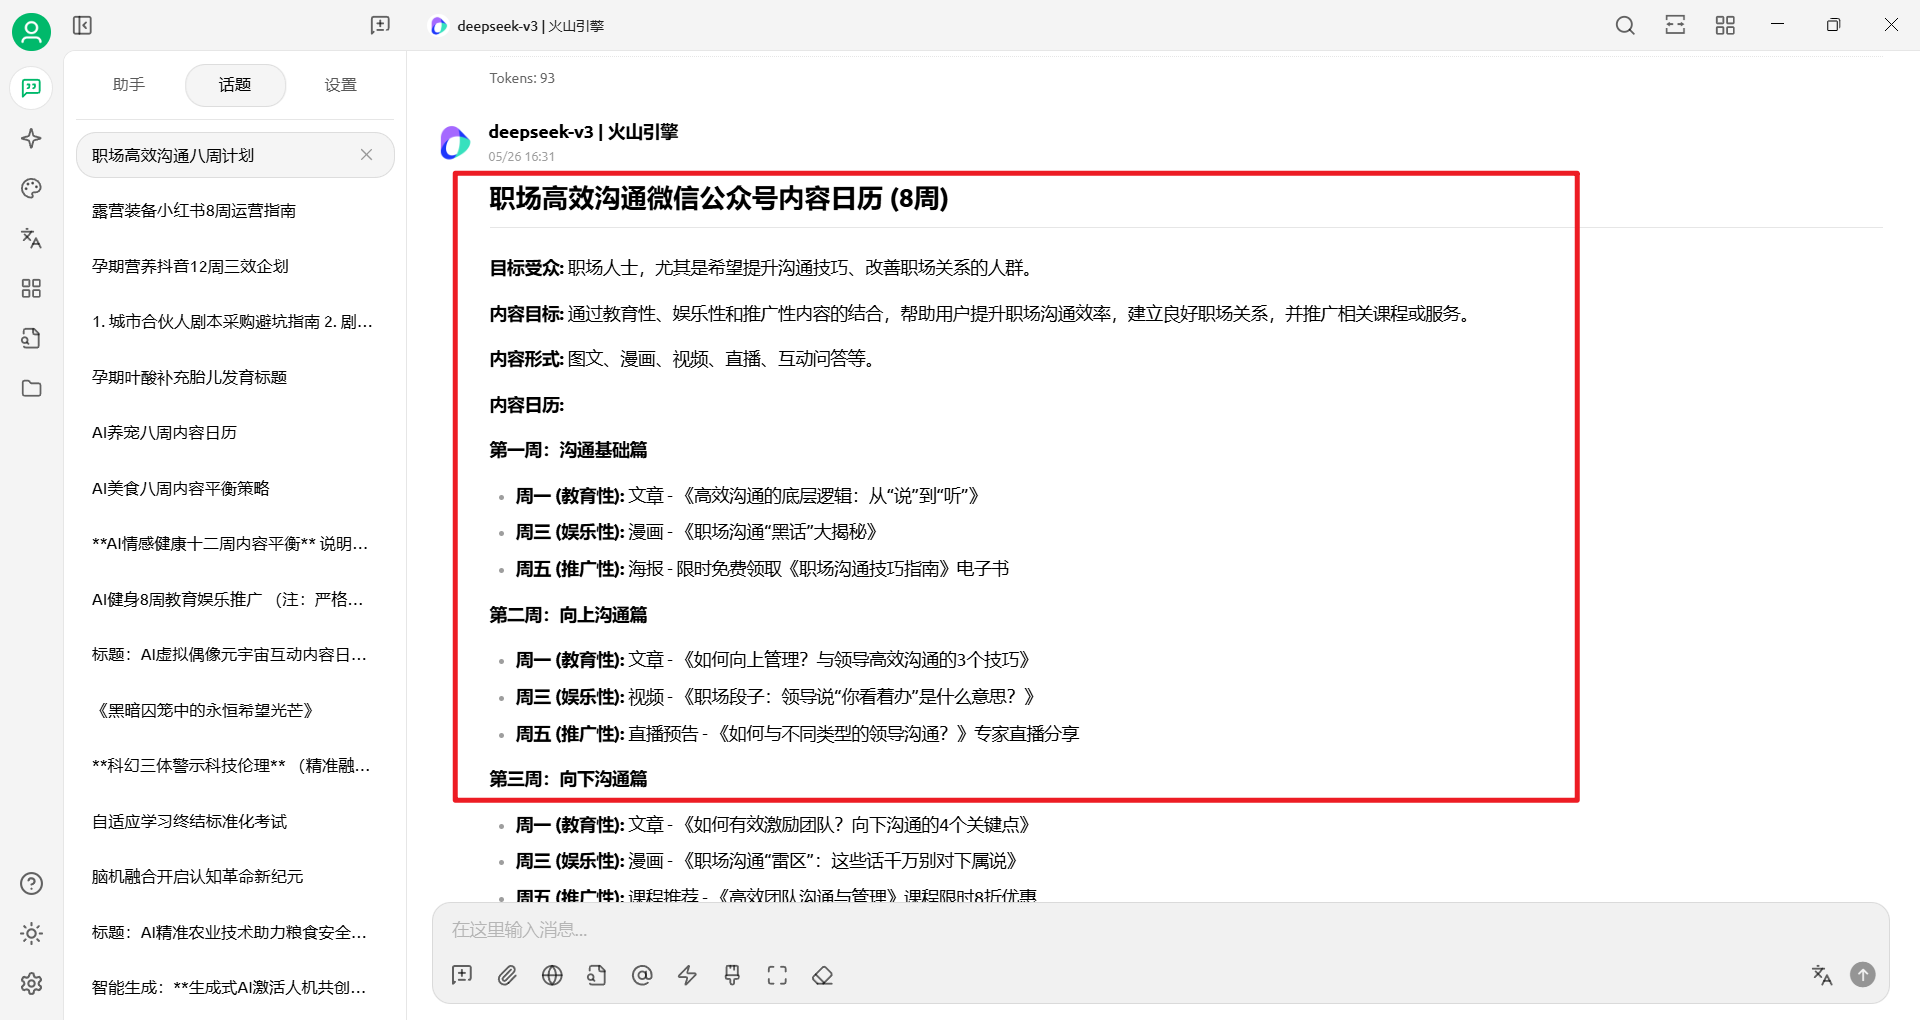 deepseek-v3 | 火山引擎
助手
话题
设置
职场高效沟通八周计划
露营装备小红书8周运营指南
孕期营养抖音12周三效企划
1. 城市合伙人剧本采购避坑指南 2. 剧...
孕期叶酸补充胎儿发育标题
AI养宠八周内容日历
AI美食八周内容平衡策略
**AI情感健康十二周内容平衡** 说明...
AI健身8周教育娱乐推广 （注：严格...
标题：AI虚拟偶像元宇宙互动内容日...
《黑暗囚笼中的永恒希望光芒》
**科幻三体警示科技伦理** （精准融...
自适应学习终结标准化考试
脑机融合开启认知革命新纪元
标题：AI精准农业技术助力粮食安全...
智能生成：**生成式AI激活人机共创...
Tokens: 93
deepseek-v3 | 火山引擎
05/26 16:31
职场高效沟通微信公众号内容日历 (8周)
目标受众: 职场人士，尤其是希望提升沟通技巧、改善职场关系的人群。
内容目标: 通过教育性、娱乐性和推广性内容的结合，帮助用户提升职场沟通效率，建立良好职场关系，并推广相关课程或服务。
内容形式: 图文、漫画、视频、直播、互动问答等。
内容日历:
第一周：沟通基础篇
周一 (教育性): 文章 - 《高效沟通的底层逻辑：从“说”到“听”》
周三 (娱乐性): 漫画 - 《职场沟通“黑话”大揭秘》
周五 (推广性): 海报 - 限时免费领取《职场沟通技巧指南》电子书
第二周：向上沟通篇
周一 (教育性): 文章 - 《如何向上管理？与领导高效沟通的3个技巧》
周三 (娱乐性): 视频 - 《职场段子：领导说“你看着办”是什么意思？》
周五 (推广性): 直播预告 - 《如何与不同类型的领导沟通？》专家直播分享
第三周：向下沟通篇
周一 (教育性): 文章 - 《如何有效激励团队？向下沟通的4个关键点》
周三 (娱乐性): 漫画 - 《职场沟通“雷区”：这些话千万别对下属说》
周五 (推广性): 课程推荐 - 《高效团队沟通与管理》课程限时8折优惠
在这里输入消息...